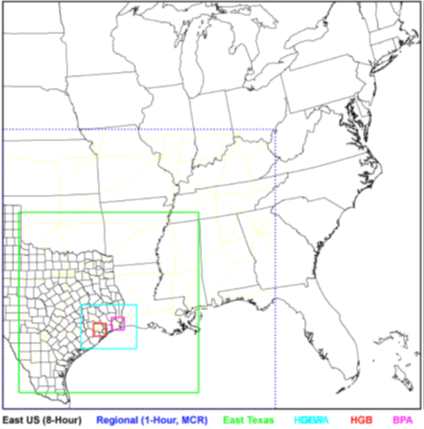 East US (8-Hour) Regional (1-Hour, MCR) East Texas HGB BPA